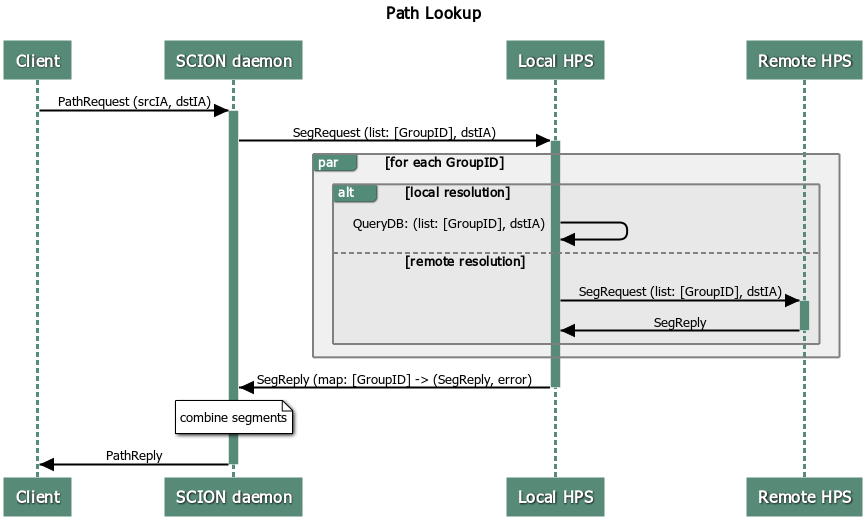 Path Lookup
Client
SCION daemon
Local HPS
Remote HPS
PathRequest (srcIA, dstIA)
SegRequest (list: [GroupID], dstIA)
par
[for each GroupID]
alt
[local resolution]
QueryDB: (list: [GroupID], dstIA)
[remote resolution]
SegRequest (list: [GroupID], dstIA)
SegReply
SegReply (map: [GroupID] -> (SegReply, error)
combine segments
PathReply
Client
SCION daemon
Local HPS
Remote HPS